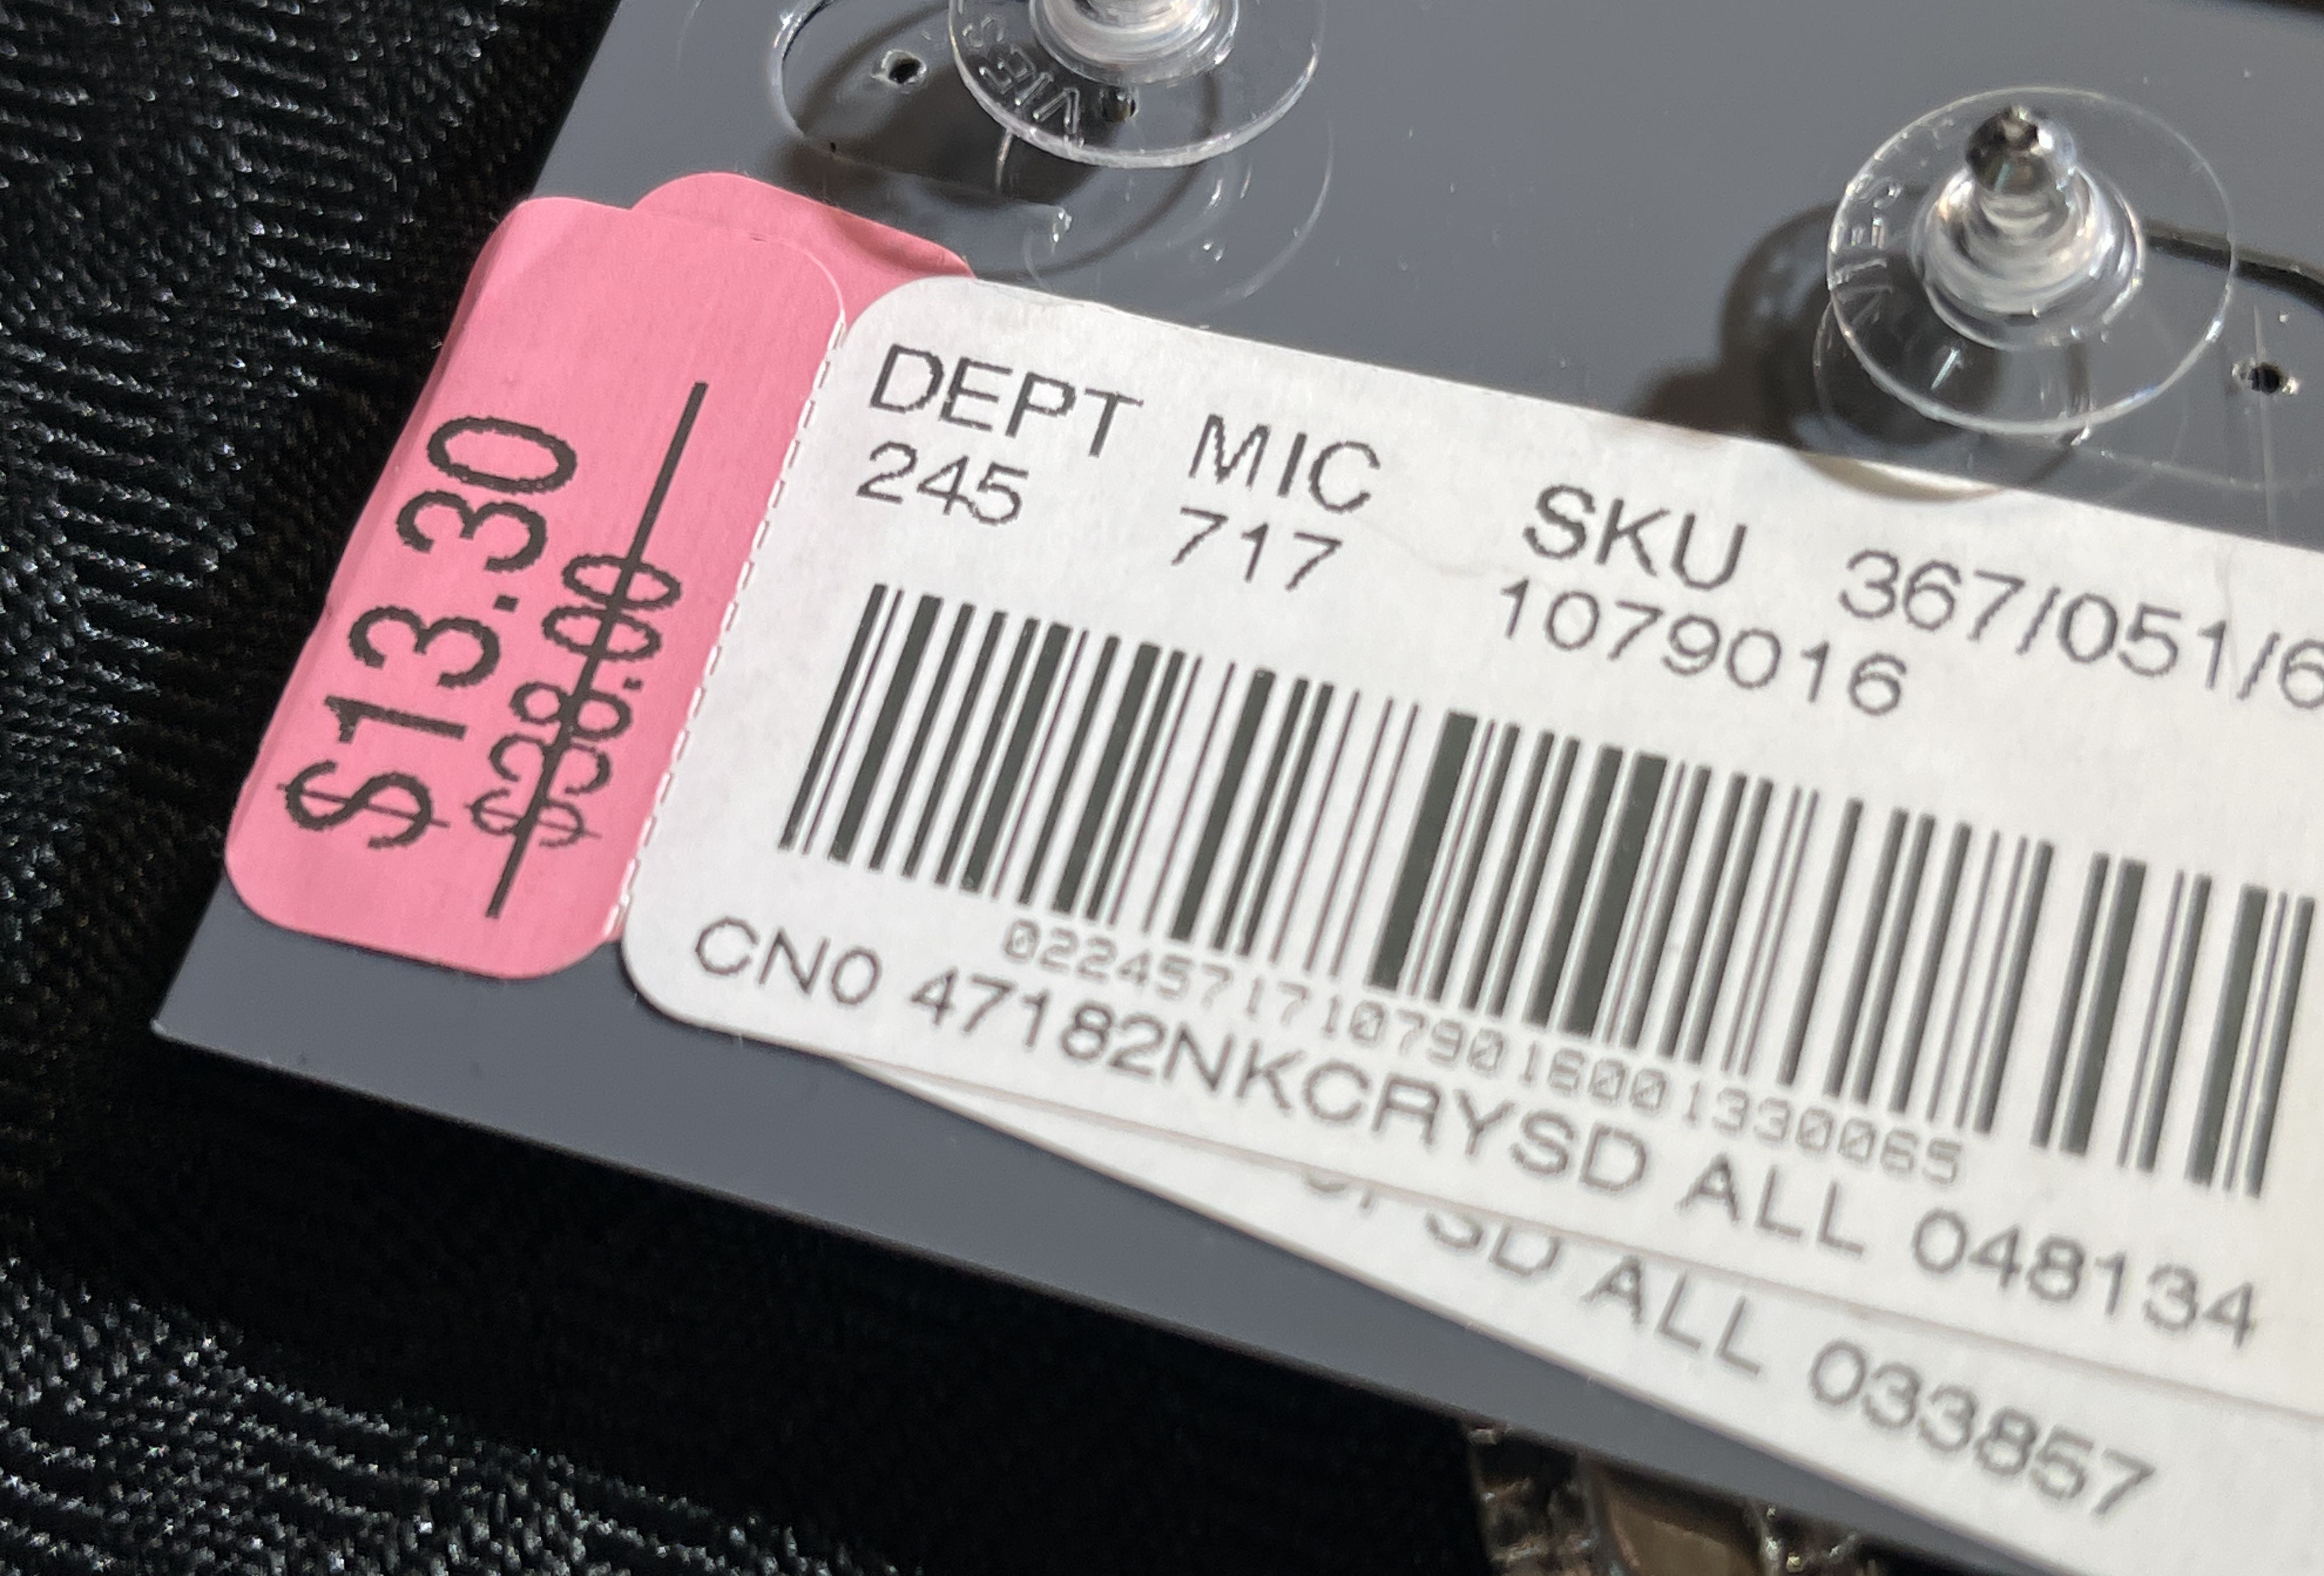 $13.30
$38.00
DEPT MIC SKU 367/051/6
245 717 1079016
022457171079016001330065
CN0 47182NKCRYSD ALL 048134
SD ALL 033857